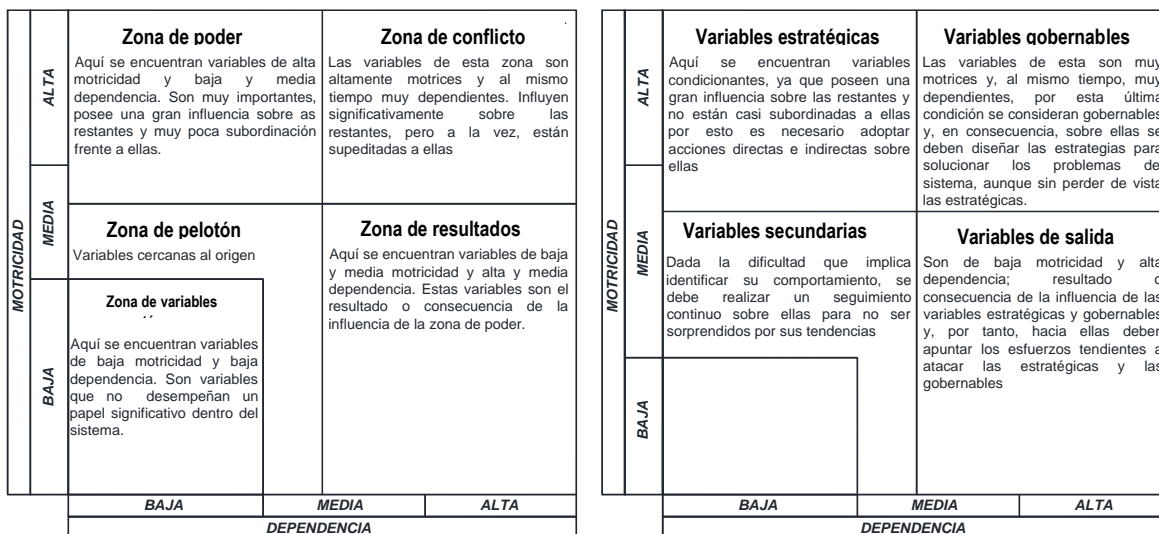 Zona de poder
Aquí se encuentran variables de alta
motricidad y baja y media
dependencia. Son muy importantes,
posee una gran influencia sobre as
restantes y muy poca subordinación
frente a ellas.
Zona de conflicto
Las variables de esta zona son
altamente motrices y al mismo
tiempo muy dependientes. Influyen
significativamente sobre las
restantes, pero a la vez, están
supeditadas a ellas
Zona de pelotón
Variables cercanas al origen
Zona de variables
Aquí se encuentran variables
de baja motricidad y baja
dependencia. Son variables
que no desempeñan un
papel significativo dentro del
sistema.
Zona de resultados
Aquí se encuentran variables de baja
y media motricidad y alta y media
dependencia. Estas variables son el
resultado o consecuencia de la
influencia de la zona de poder.
MOTRICIDAD
ALTA
MEDIA
BAJA
BAJA
MEDIA
ALTA
DEPENDENCIA
Variables estratégicas
Aquí se encuentran variables
condicionantes, ya que poseen una
gran influencia sobre las restantes y
no están casi subordinadas a ellas
por esto es necesario adoptar
acciones directas e indirectas sobre
ellas
Variables gobernables
Las variables de esta son muy
motrices y, al mismo tiempo, muy
dependientes, por esta última
condición se consideran gobernables
y, en consecuencia, sobre ellas se
deben diseñar las estrategias para
solucionar los problemas de
sistema, aunque sin perder de vista
las estratégicas.
Variables secundarias
Dada la dificultad que implica
identificar su comportamiento, se
debe realizar un seguimiento
continuo sobre ellas para no ser
sorprendidos por sus tendencias
Variables de salida
Son de baja motricidad y alta
dependencia; resultado
consecuencia de la influencia de las
variables estratégicas y gobernables
y, por tanto, hacia ellas deben
apuntar los esfuerzos tendientes a
atacar las estratégicas y las
gobernables
MOTRICIDAD
ALTA
MEDIA
BAJA
BAJA
MEDIA
ALTA
DEPENDENCIA